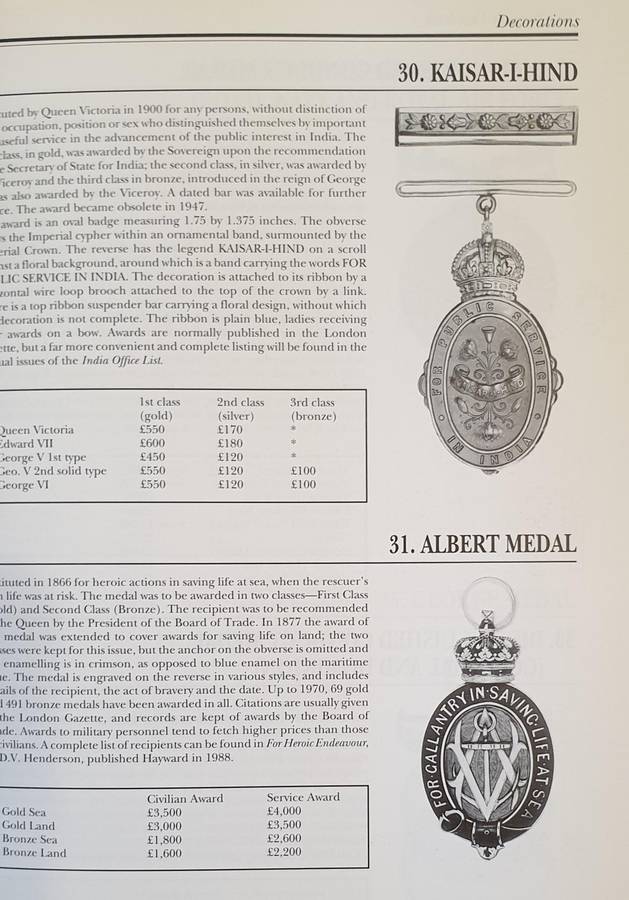 Decorations
30. KAISAR-I-HIND
by Queen Victoria in 1900 for any persons, without distinction of
occupation, position or sex who distinguished themselves by important
useful service in the advancement of the public interest in India. The
class, in gold, was awarded by the Sovereign upon the recommendation
Secretary of State for India; the second class, in silver, was awarded by
Viceroy and the third class in bronze, introduced in the reign of George
also awarded by the Viceroy. A dated bar was available for further
The award became obsolete in 1947.
award is an oval badge measuring 1.75 by 1.375 inches. The obverse
the Imperial cypher within an ornamental band, surmounted by the
Crown. The reverse has the legend KAISAR-I-HIND on a scroll
a floral background, around which is a band carrying the words FOR
SERVICE IN INDIA. The decoration is attached to its ribbon by a
wire loop brooch attached to the top of the crown by a link.
is a top ribbon suspender bar carrying a floral design, without which
decoration is not complete. The ribbon is plain blue, ladies receiving
awards on a bow. Awards are normally published in the London
but a far more convenient and complete listing will be found in the
issues of the India Office List.
FOR PUBLIC SERVICE
KAISAR-I-HIND
IN INDIA
1st class 2nd class 3rd class
(gold) (silver) (bronze)
Queen Victoria £550 £170 *
Edward VII £600 £180 *
George V 1st type £450 £120 *
Geo. V 2nd solid type £550 £120 £100
George VI £550 £120 £100
31. ALBERT MEDAL
in 1866 for heroic actions in saving life at sea, when the rescuer's
life was at risk. The medal was to be awarded in two classes—First Class
and Second Class (Bronze). The recipient was to be recommended
the Queen by the President of the Board of Trade. In 1877 the award of
medal was extended to cover awards for saving life on land; the two
were kept for this issue, but the anchor on the obverse is omitted and
enamelling is in crimson, as opposed to blue enamel on the maritime
The medal is engraved on the reverse in various styles, and includes
of the recipient, the act of bravery and the date. Up to 1970, 69 gold
491 bronze medals have been awarded in all. Citations are usually given
the London Gazette, and records are kept of awards by the Board of
Awards to military personnel tend to fetch higher prices than those
civilians. A complete list of recipients can be found in For Heroic Endeavour,
D.V. Henderson, published Hayward in 1988.
FOR·GALLANTRY·IN·SAVING·LIFE·AT·SEA
Civilian Award Service Award
Gold Sea £3,500 £4,000
Gold Land £3,000 £3,500
Bronze Sea £1,800 £2,600
Bronze Land £1,600 £2,200